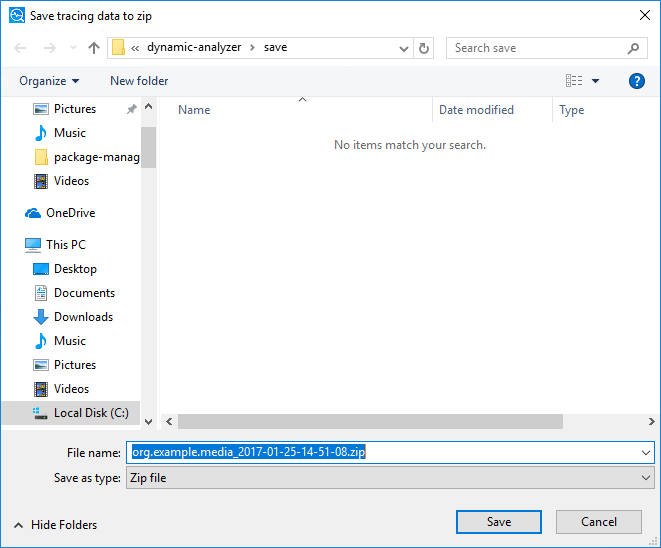 Save tracing data to zip
« dynamic-analyzer › save
Search save
Organize
New folder
?
Name
Date modified
Type
No items match your search.
Pictures
Music
package-manag
Videos
OneDrive
This PC
Desktop
Documents
Downloads
Music
Pictures
Videos
Local Disk (C:)
File name: org.example.media_2017-01-25-14-51-08.zip
Save as type: Zip file
Hide Folders
Save
Cancel